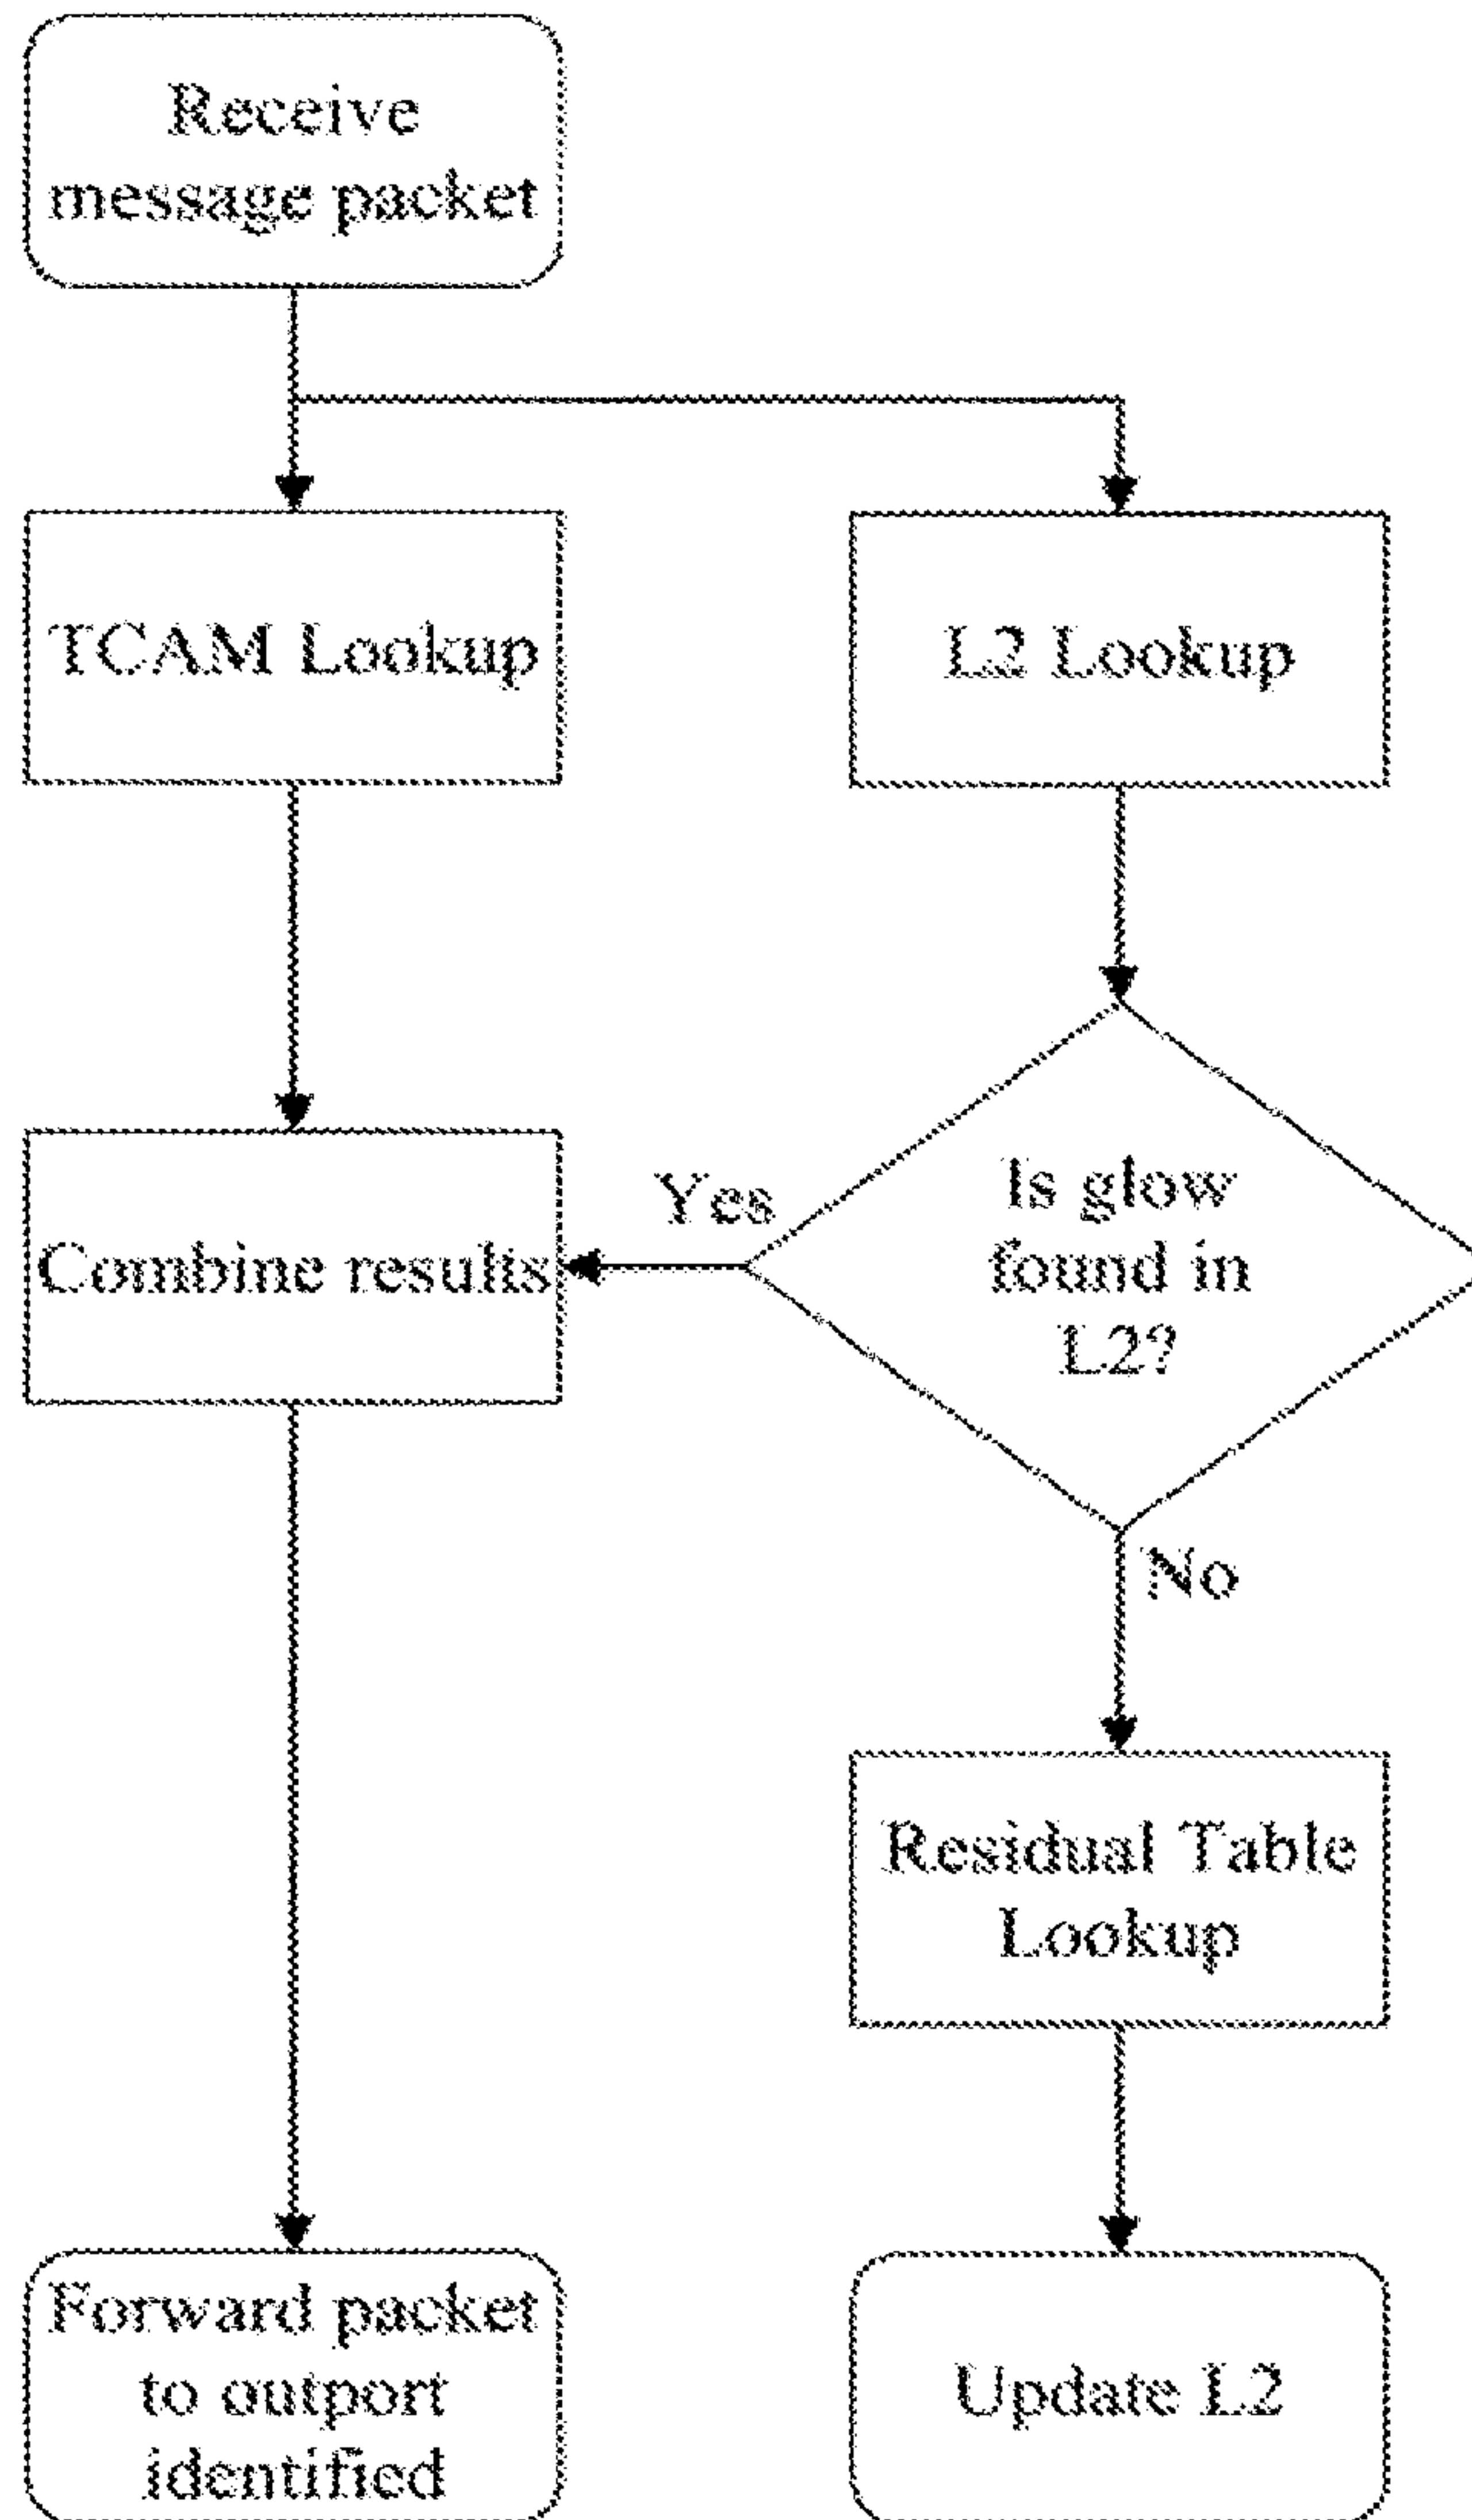 Receive
message packet
TCAM Lookup
L2 Lookup
Combine results
Yes
Is glow
found in
L2?
No
Residual Table
Lookup
Forward packet
to outport
identified
Update L2